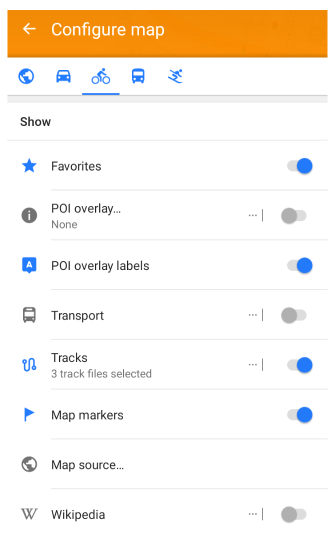 Configure map
Show
Favorites
POI overlay...
None
POI overlay labels
Transport
Tracks
3 track files selected
Map markers
Map source...
Wikipedia